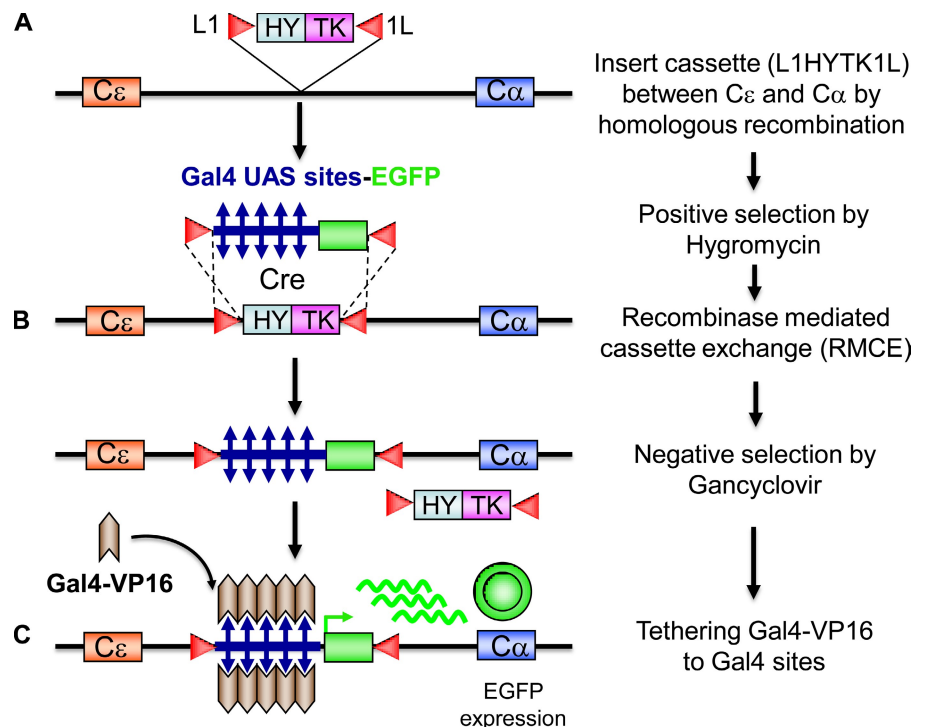 A
L1
HY TK
1L
Cε
Cα
Insert cassette (L1HYTK1L)
between Cε and Cα by
homologous recombination
Gal4 UAS sites-EGFP
Positive selection by
Hygromycin
Cre
B
Cε
HY TK
Cα
Recombinase mediated
cassette exchange (RMCE)
Cε
Cα
Negative selection by
Gancyclovir
HY TK
Gal4-VP16
C
Cε
Cα
Tethering Gal4-VP16
to Gal4 sites
EGFP
expression